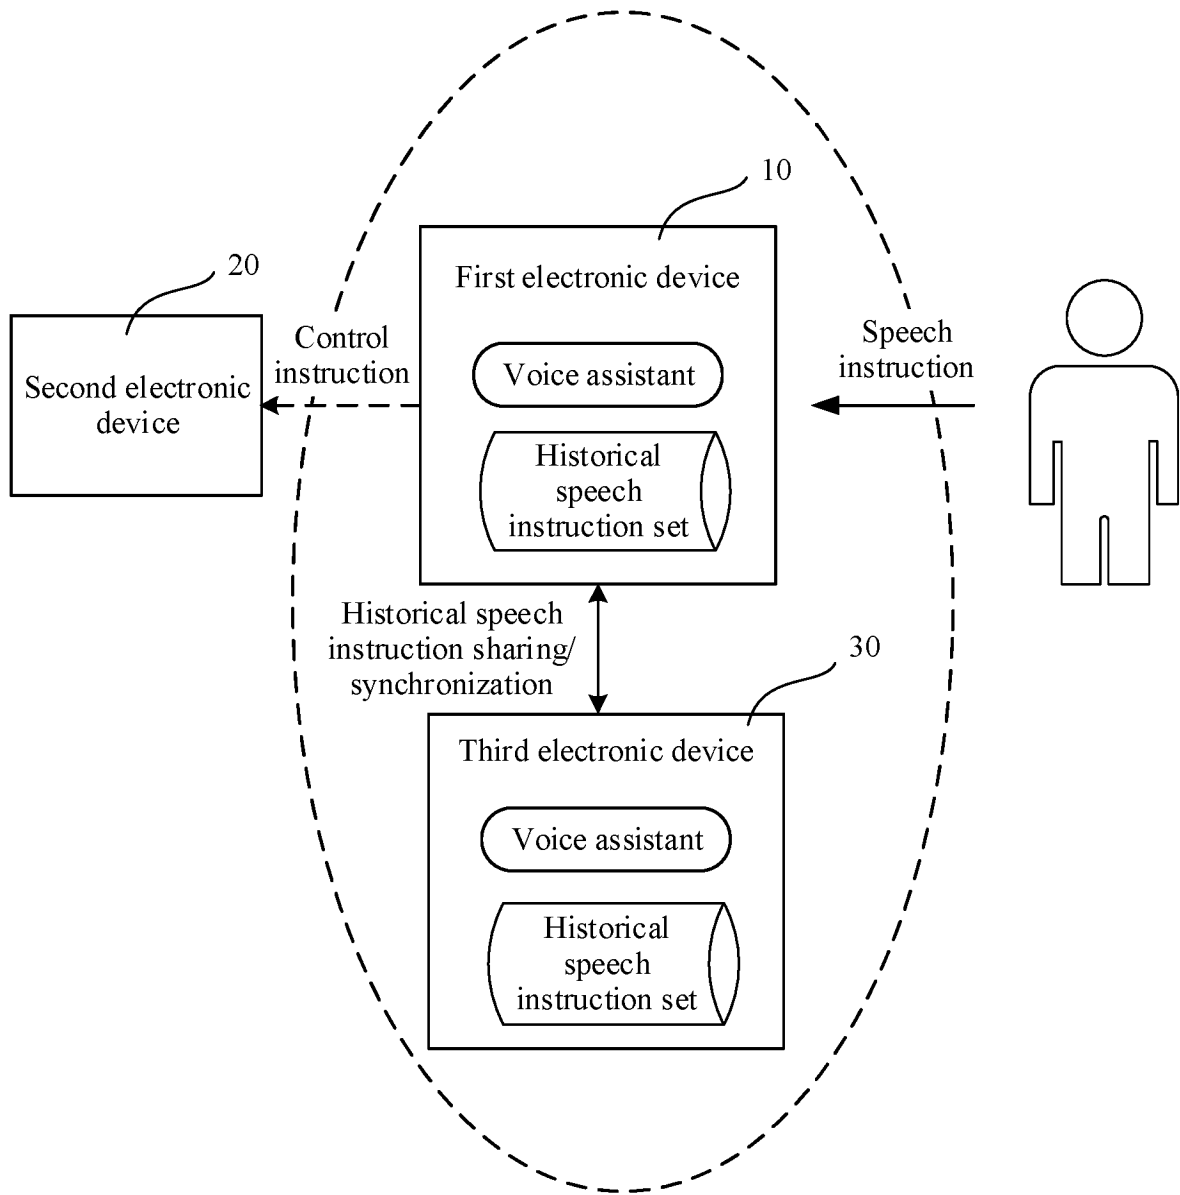 10
First electronic device
20
Control
instruction
Speech
instruction
Second electronic
device
Voice assistant
Historical
speech
instruction set
Historical speech
instruction sharing/
synchronization
30
Third electronic device
Voice assistant
Historical
speech
instruction set